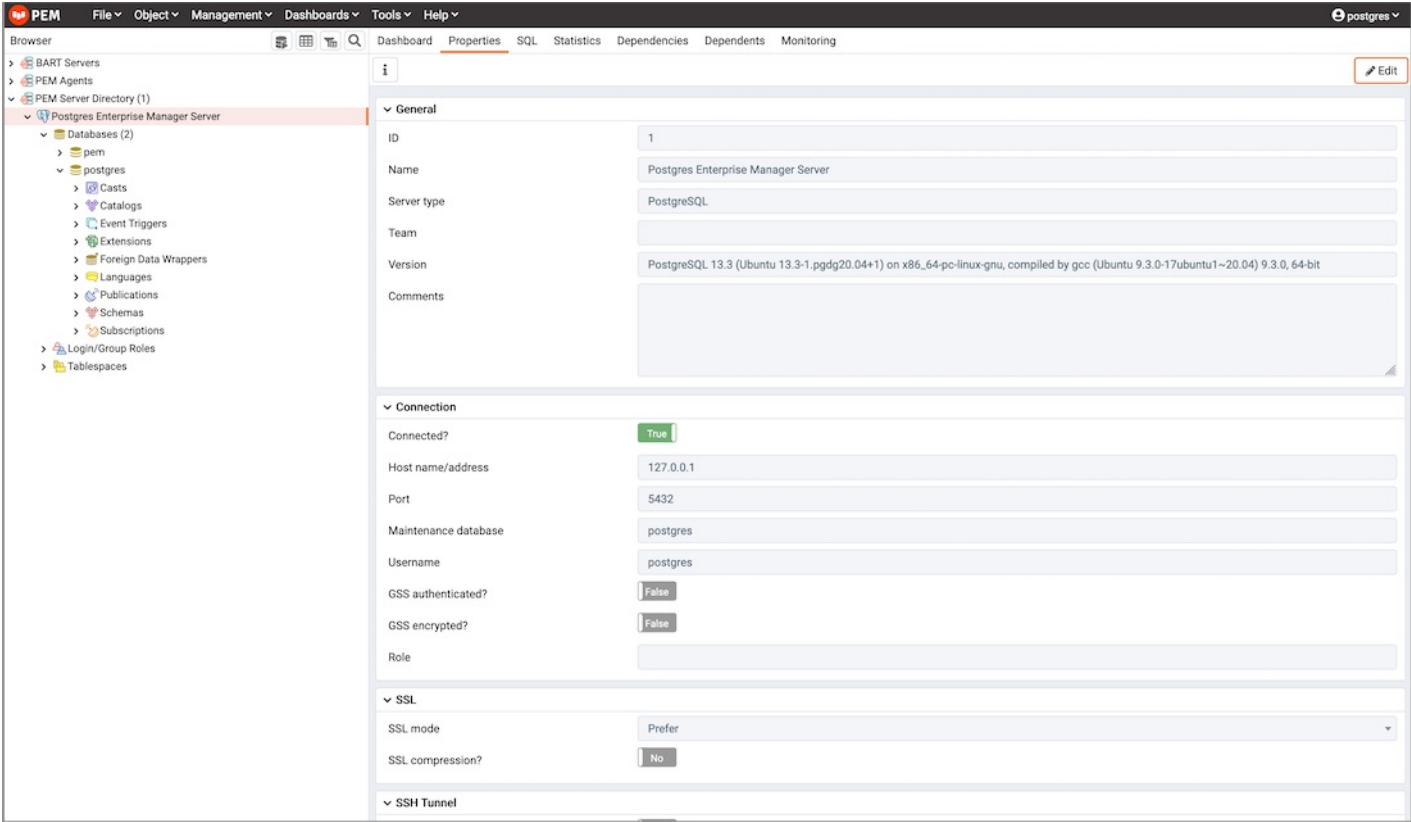 PEM File Object Management Dashboards Tools Help postgres
Browser
BART Servers
PEM Agents
PEM Server Directory (1)
Postgres Enterprise Manager Server
Databases (2)
pem
postgres
Casts
Catalogs
Event Triggers
Extensions
Foreign Data Wrappers
Languages
Publications
Schemas
Subscriptions
Login/Group Roles
Tablespaces
Dashboard Properties SQL Statistics Dependencies Dependents Monitoring
i Edit
General
ID 1
Name Postgres Enterprise Manager Server
Server type PostgreSQL
Team
Version PostgreSQL 13.3 (Ubuntu 13.3-1.pgdg20.04+1) on x86_64-pc-linux-gnu, compiled by gcc (Ubuntu 9.3.0-17ubuntu1~20.04) 9.3.0, 64-bit
Comments
Connection
Connected? True
Host name/address 127.0.0.1
Port 5432
Maintenance database postgres
Username postgres
GSS authenticated? False
GSS encrypted? False
Role
SSL
SSL mode Prefer
SSL compression? No
SSH Tunnel